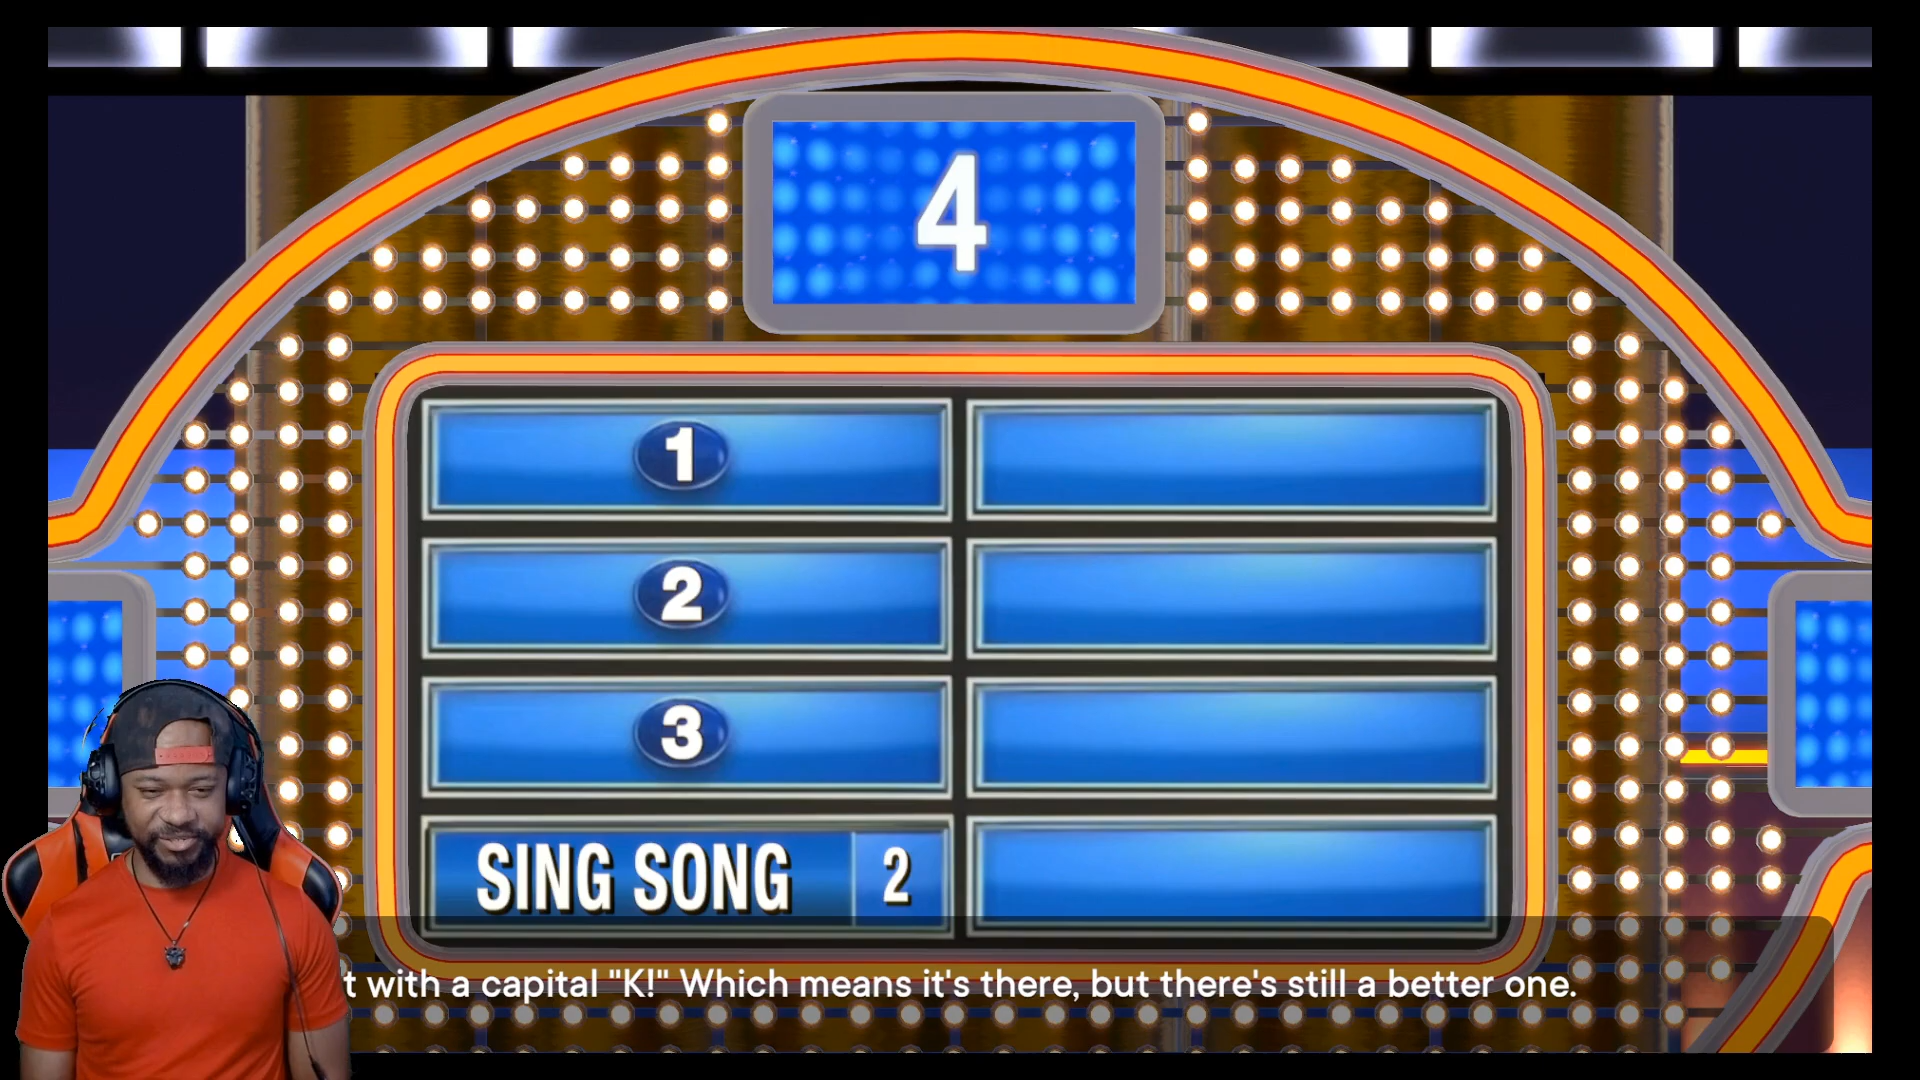 4
1
2
3
SING SONG 2
t with a capital "K!" Which means it's there, but there's still a better one.